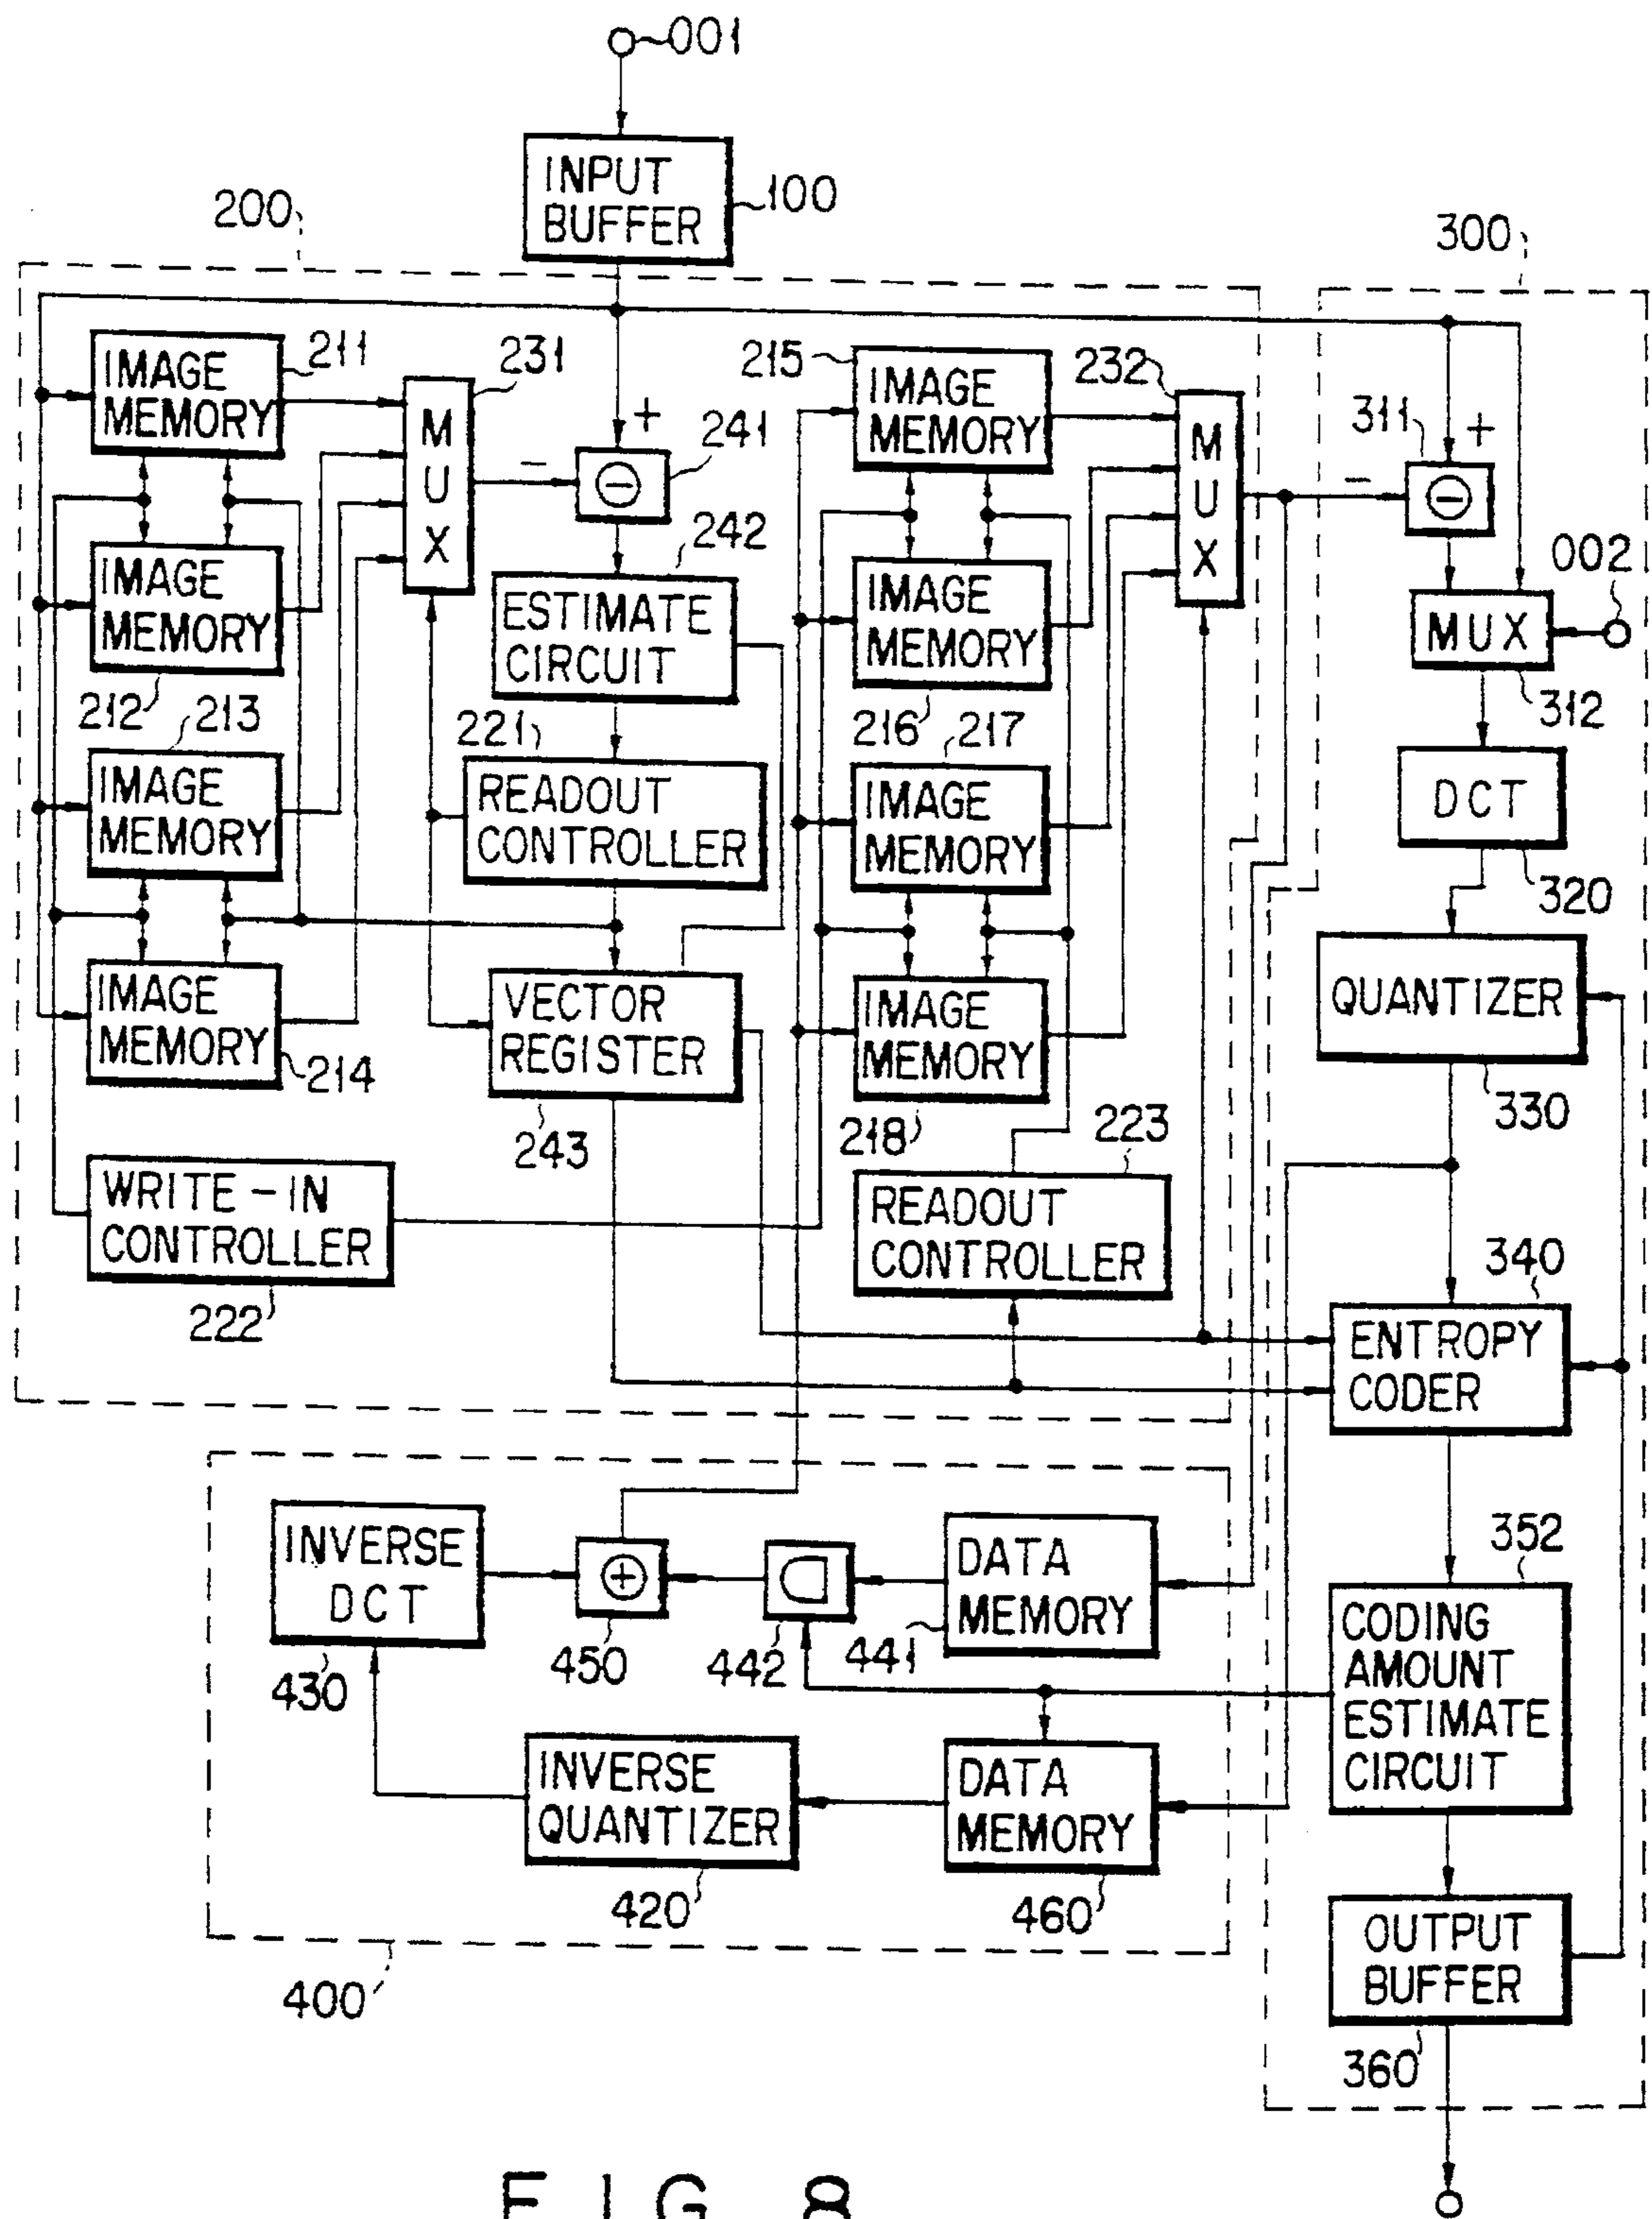 001
INPUT
BUFFER
100
200
300
IMAGE
MEMORY
211
231
M
U
X
+
-
241
215
IMAGE
MEMORY
232
M
U
X
311
+
-
002
IMAGE
MEMORY
212
242
ESTIMATE
CIRCUIT
IMAGE
MEMORY
216
MUX
312
213
IMAGE
MEMORY
221
READOUT
CONTROLLER
217
IMAGE
MEMORY
DCT
320
IMAGE
MEMORY
214
VECTOR
REGISTER
243
IMAGE
MEMORY
218
QUANTIZER
330
WRITE-IN
CONTROLLER
222
223
READOUT
CONTROLLER
340
ENTROPY
CODER
INVERSE
DCT
430
+
450
442
DATA
MEMORY
441
352
CODING
AMOUNT
ESTIMATE
CIRCUIT
INVERSE
QUANTIZER
420
DATA
MEMORY
460
400
OUTPUT
BUFFER
360
FIG. 8